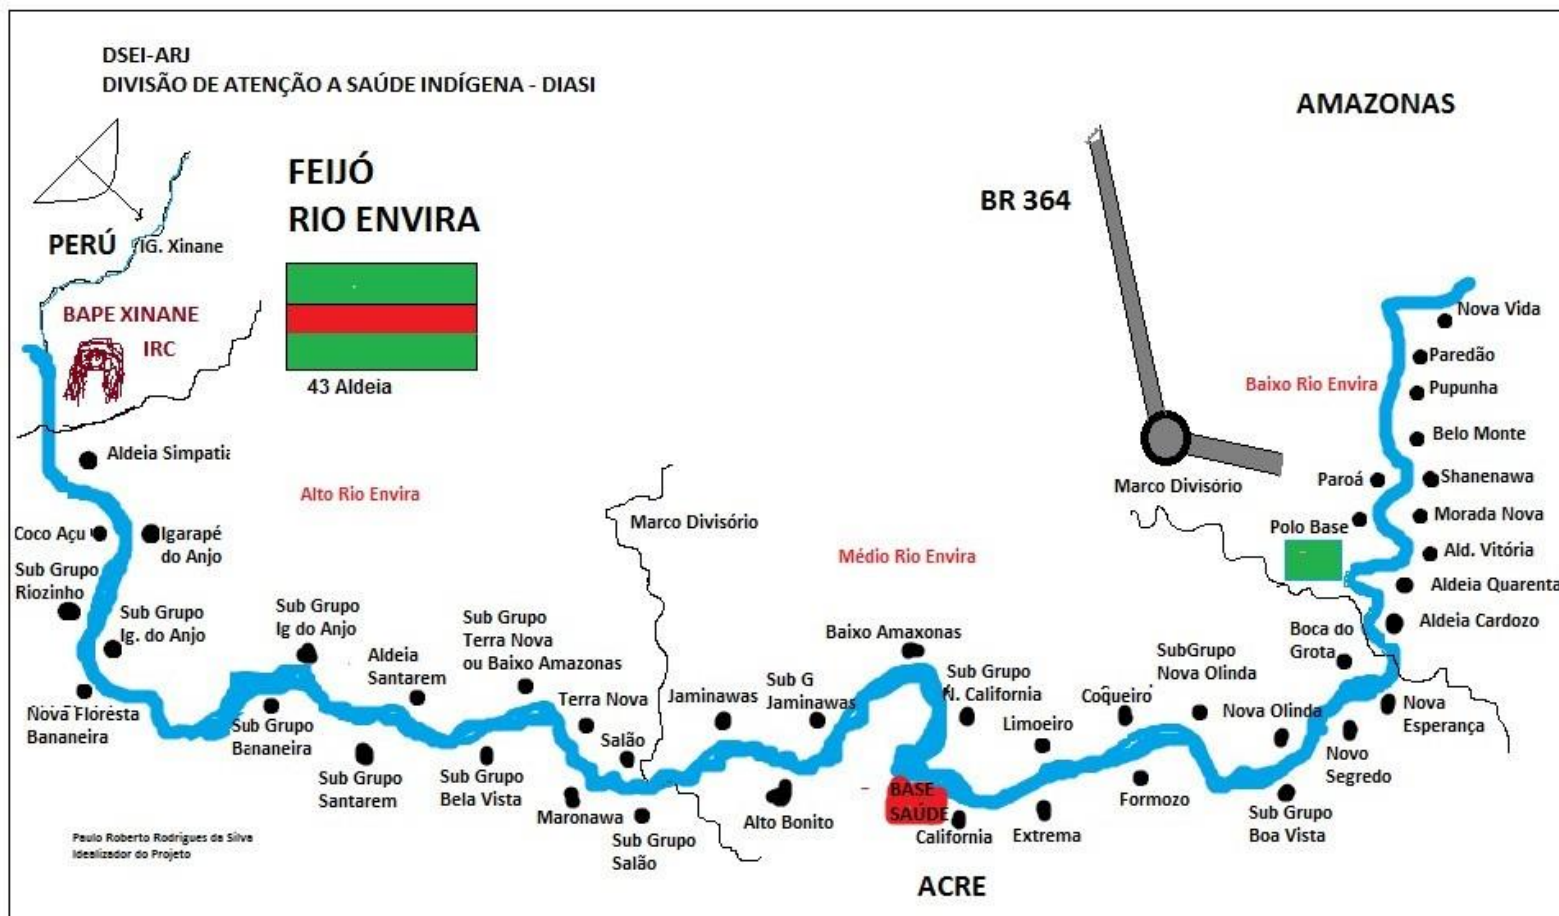 DSEI-ARJ
DIVISÃO DE ATENÇÃO A SAÚDE INDÍGENA - DIASI
AMAZONAS
FEIJÓ
RIO ENVIRA
BR 364
PERÚ
IG. Xinane
BAPE XINANE
IRC
43 Aldeia
Nova Vida
Paredão
Baixo Rio Envira
Pupunha
Belo Monte
Aldeia Simpatia
Alto Rio Envira
Marco Divisório
Paroá
Shanenawa
Marco Divisório
Polo Base
Morada Nova
Coco Açu
Igarapé
do Anjo
Médio Rio Envira
Ald. Vitória
Sub Grupo
Riozinho
Aldeia Quarenta
Sub Grupo
Ig. do Anjo
Sub Grupo
Ig do Anjo
Sub Grupo
Terra Nova
ou Baixo Amazonas
Aldeia
Santarem
Baixo Amaxonas
Boca do
Grota
Aldeia Cardozo
SubGrupo
Nova Olinda
Sub Grupo
N. California
Sub G
Jaminawas
Jaminawas
Coqueiro
Nova Floresta
Bananeira
Sub Grupo
Bananeira
Terra Nova
Salão
Limoeiro
Nova Olinda
Nova
Esperança
Novo
Segredo
Sub Grupo
Santarem
Sub Grupo
Bela Vista
Maronawa
Alto Bonito
BASE
SAÚDE
California
Extrema
Formozo
Sub Grupo
Boa Vista
Sub Grupo
Salão
Paulo Roberto Rodrigues da Silva
Idealizador do Projeto
ACRE